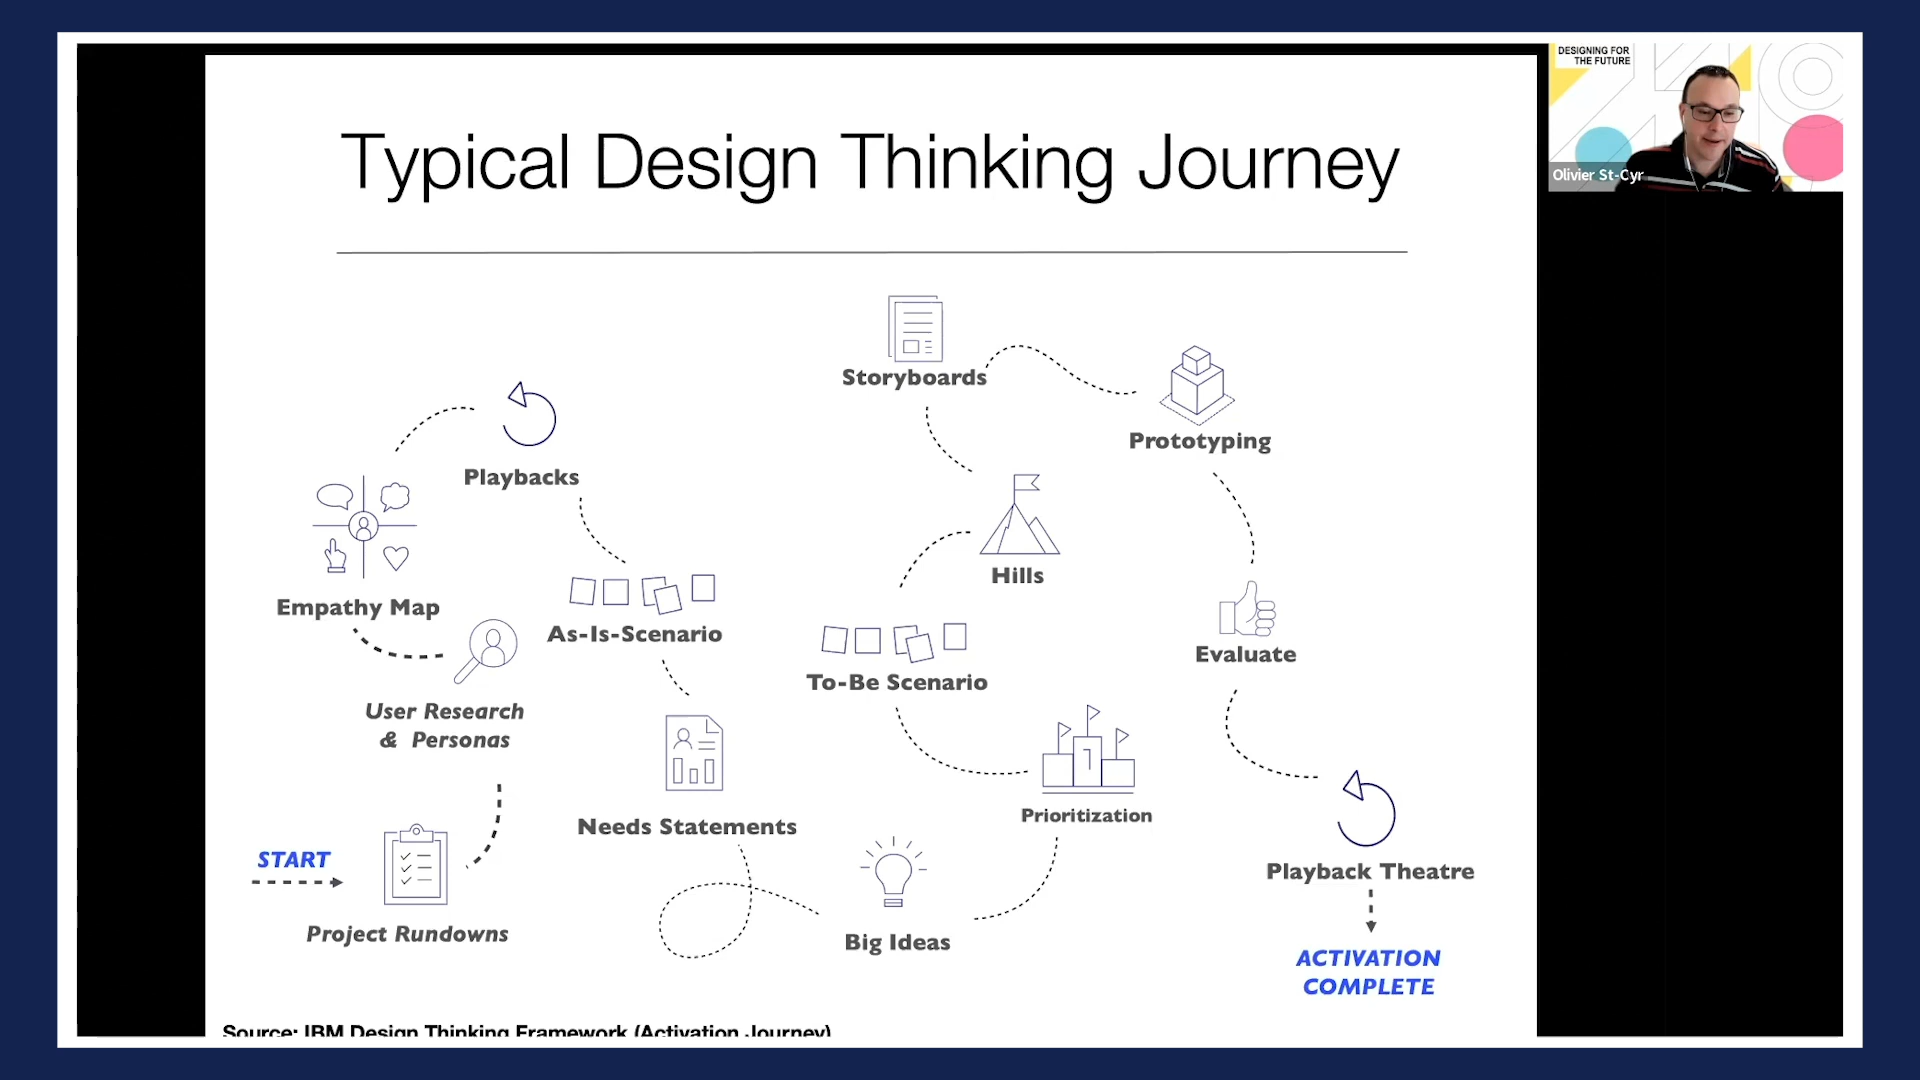 DESIGNING FOR
THE FUTURE
Olivier St-Cyr
Typical Design Thinking Journey
START
Project Rundowns
User Research
& Personas
Empathy Map
Playbacks
As-Is-Scenario
Needs Statements
Big Ideas
1
Prioritization
To-Be Scenario
Hills
Storyboards
Prototyping
Evaluate
Playback Theatre
ACTIVATION
COMPLETE
Source: IBM Design Thinking Framework (Activation Journey)